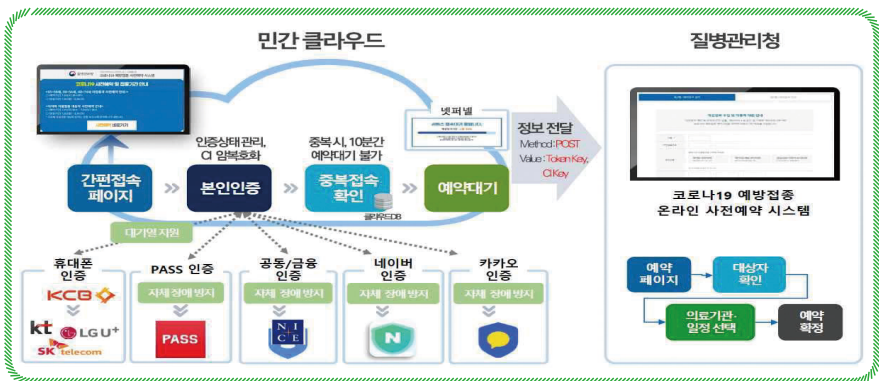 민간 클라우드
질병관리청
코로나19 사전예약
넷퍼넬
인증상태 관리,
CI 암복호화
중복 시, 10분간
예약대기 불가
정보 전달
Method : POST
Value : Token Key,
CI Key
간편접속
페이지
본인인증
중복접속
확인
클라우드DB
예약대기
코로나19 예방접종
온라인 사전예약 시스템
대기열 지원
휴대폰
인증
KCB
kt
LG U+
SK telecom
PASS 인증
자체 장애 방지
PASS
공동/금융
인증
자체 장애 방지
NICE
네이버
인증
자체 장애 방지
N
카카오
인증
자체 장애 방지
예약
페이지
대상자
확인
의료기관·
일정 선택
예약
확정